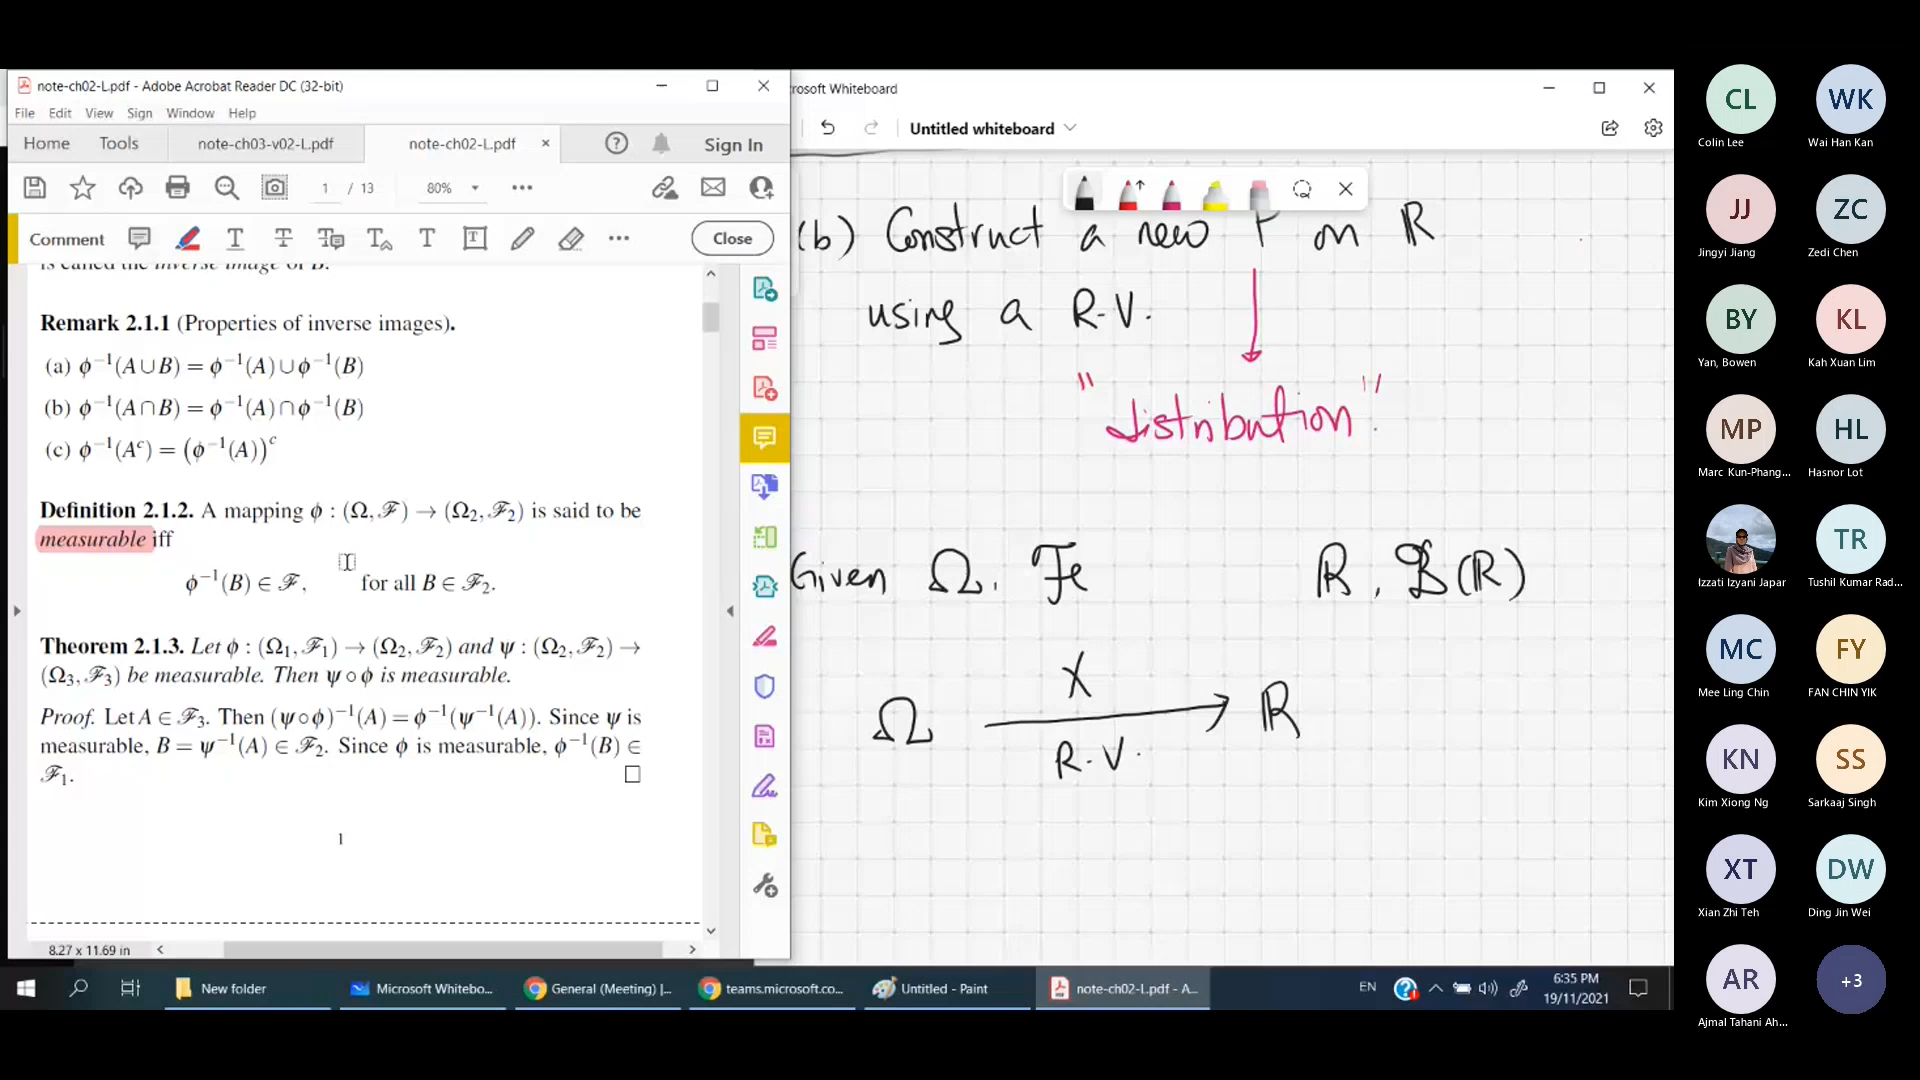 note-ch02-L.pdf - Adobe Acrobat Reader DC (32-bit)
File Edit View Sign Window Help
Home Tools note-ch03-v02-L.pdf note-ch02-L.pdf × Sign In
1 / 13 80%
Comment Close
Remark 2.1.1 (Properties of inverse images).
(a) ϕ⁻¹(A∪B) = ϕ⁻¹(A)∪ϕ⁻¹(B)
(b) ϕ⁻¹(A∩B) = ϕ⁻¹(A)∩ϕ⁻¹(B)
(c) ϕ⁻¹(Aᶜ) = (ϕ⁻¹(A))ᶜ
Definition 2.1.2. A mapping ϕ : (Ω, ℱ) → (Ω₂, ℱ₂) is said to be
measurable iff
ϕ⁻¹(B) ∈ ℱ, for all B ∈ ℱ₂.
Theorem 2.1.3. Let ϕ : (Ω₁, ℱ₁) → (Ω₂, ℱ₂) and ψ : (Ω₂, ℱ₂) →
(Ω₃, ℱ₃) be measurable. Then ψ ∘ ϕ is measurable.
Proof. Let A ∈ ℱ₃. Then (ψ∘ϕ)⁻¹(A) = ϕ⁻¹(ψ⁻¹(A)). Since ψ is
measurable, B = ψ⁻¹(A) ∈ ℱ₂. Since ϕ is measurable, ϕ⁻¹(B) ∈
ℱ₁. □
1
8.27 x 11.69 in
rosoft Whiteboard
Untitled whiteboard
(b) Construct a new P on ℝ
using a R.V.
"distribution".
Given Ω, ℱ ℝ, ℬ(ℝ)
X
Ω → ℝ
R.V.
CL WK
Colin Lee Wai Han Kan
JJ ZC
Jingyi Jiang Zedi Chen
BY KL
Yan, Bowen Kah Xuan Lim
MP HL
Marc Kun-Phang... Hasnor Lot
TR
Izzati Izyani Japar Tushil Kumar Rad...
MC FY
Mee Ling Chin FAN CHIN YIK
KN SS
Kim Xiong Ng Sarkaaj Singh
XT DW
Xian Zhi Teh Ding Jin Wei
AR +3
Ajmal Tahani Ah...
New folder Microsoft Whitebo... General (Meeting) |... teams.microsoft.co... Untitled - Paint note-ch02-L.pdf - A... EN 6:35 PM
19/11/2021